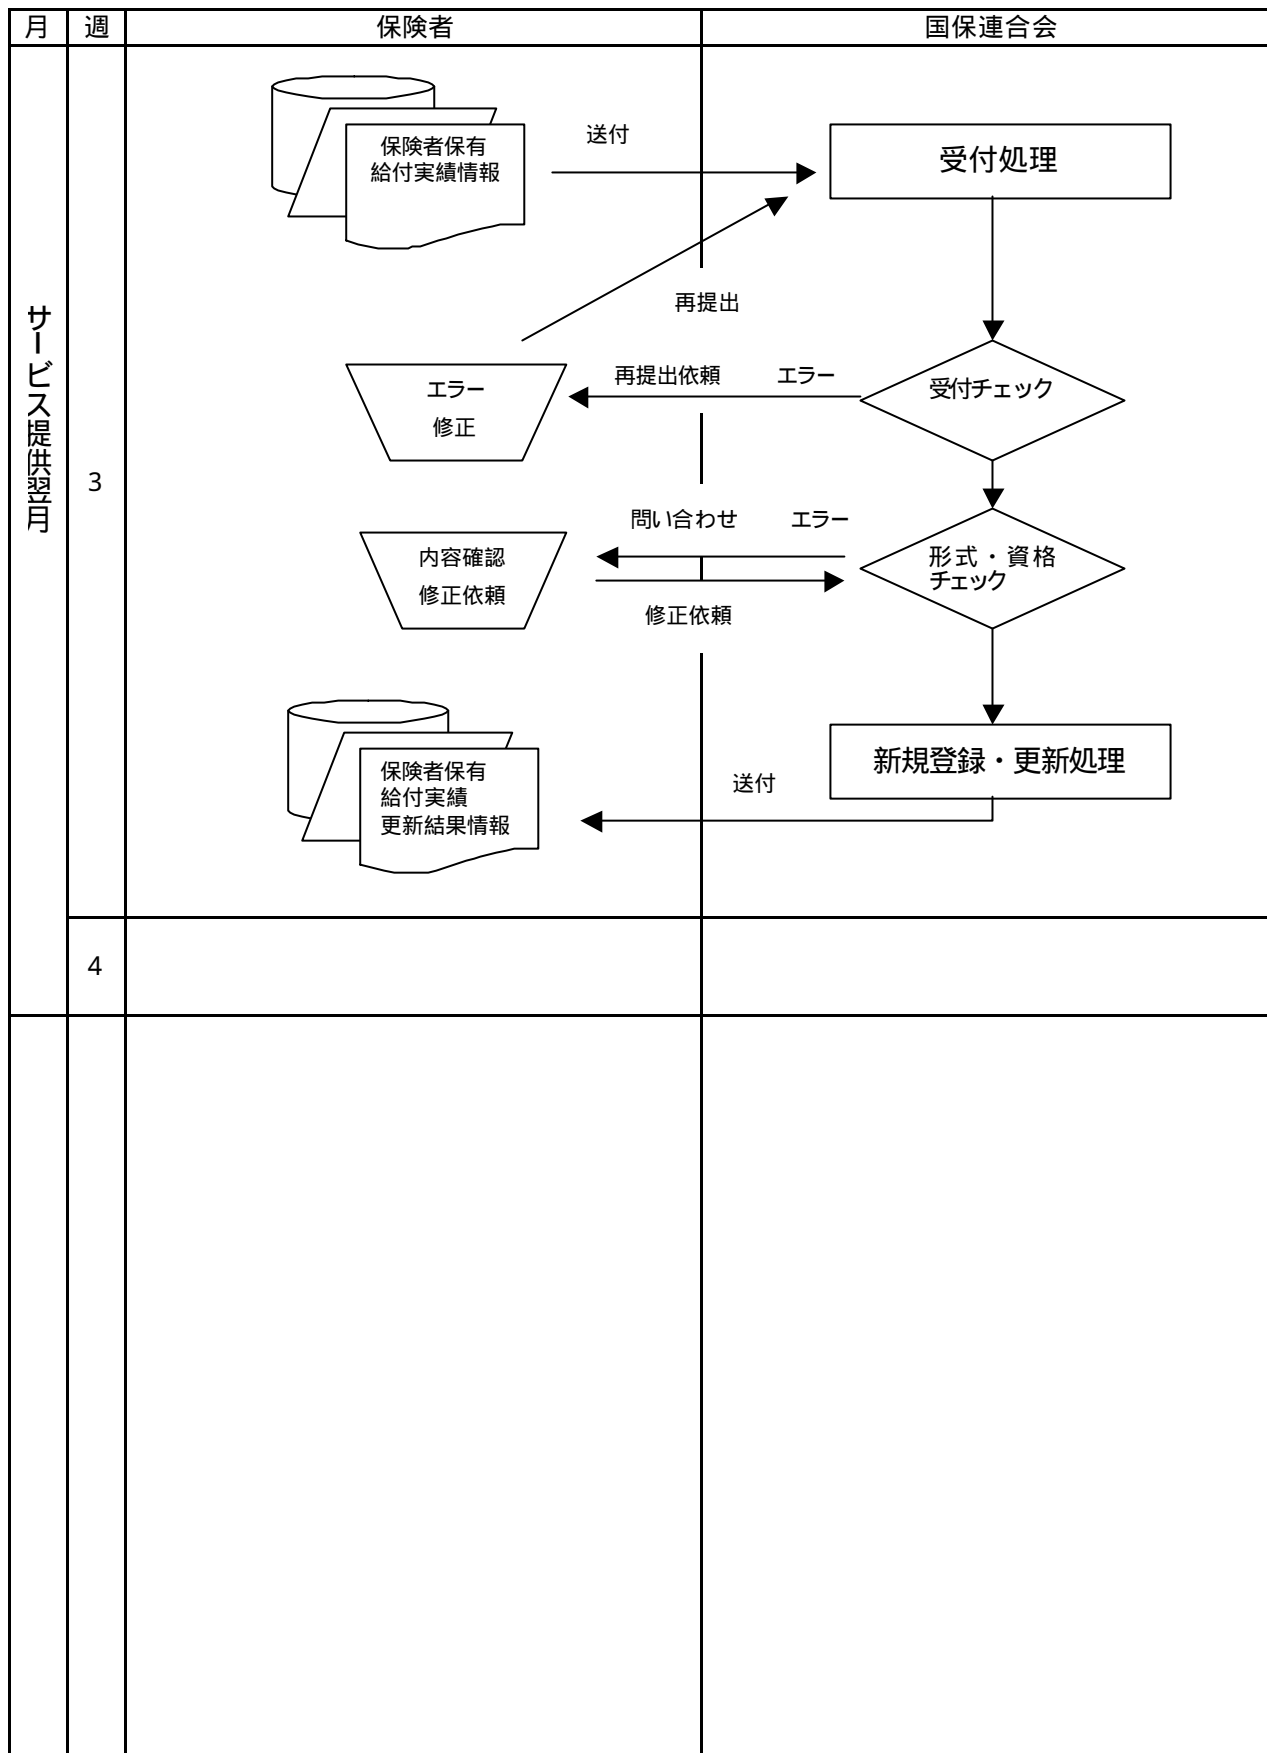 月
週
保険者
国保連合会
サービス提供翌月
3
保険者保有
給付実績情報
送付
受付処理
再提出
エラー
修正
再提出依頼
エラー
受付チェック
問い合わせ
エラー
内容確認
修正依頼
形式・資格
チェック
修正依頼
保険者保有
給付実績
更新結果情報
送付
新規登録・更新処理
4